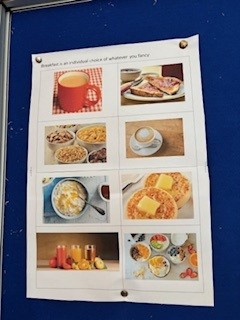 Breakfast is an individual choice of whatever you fancy